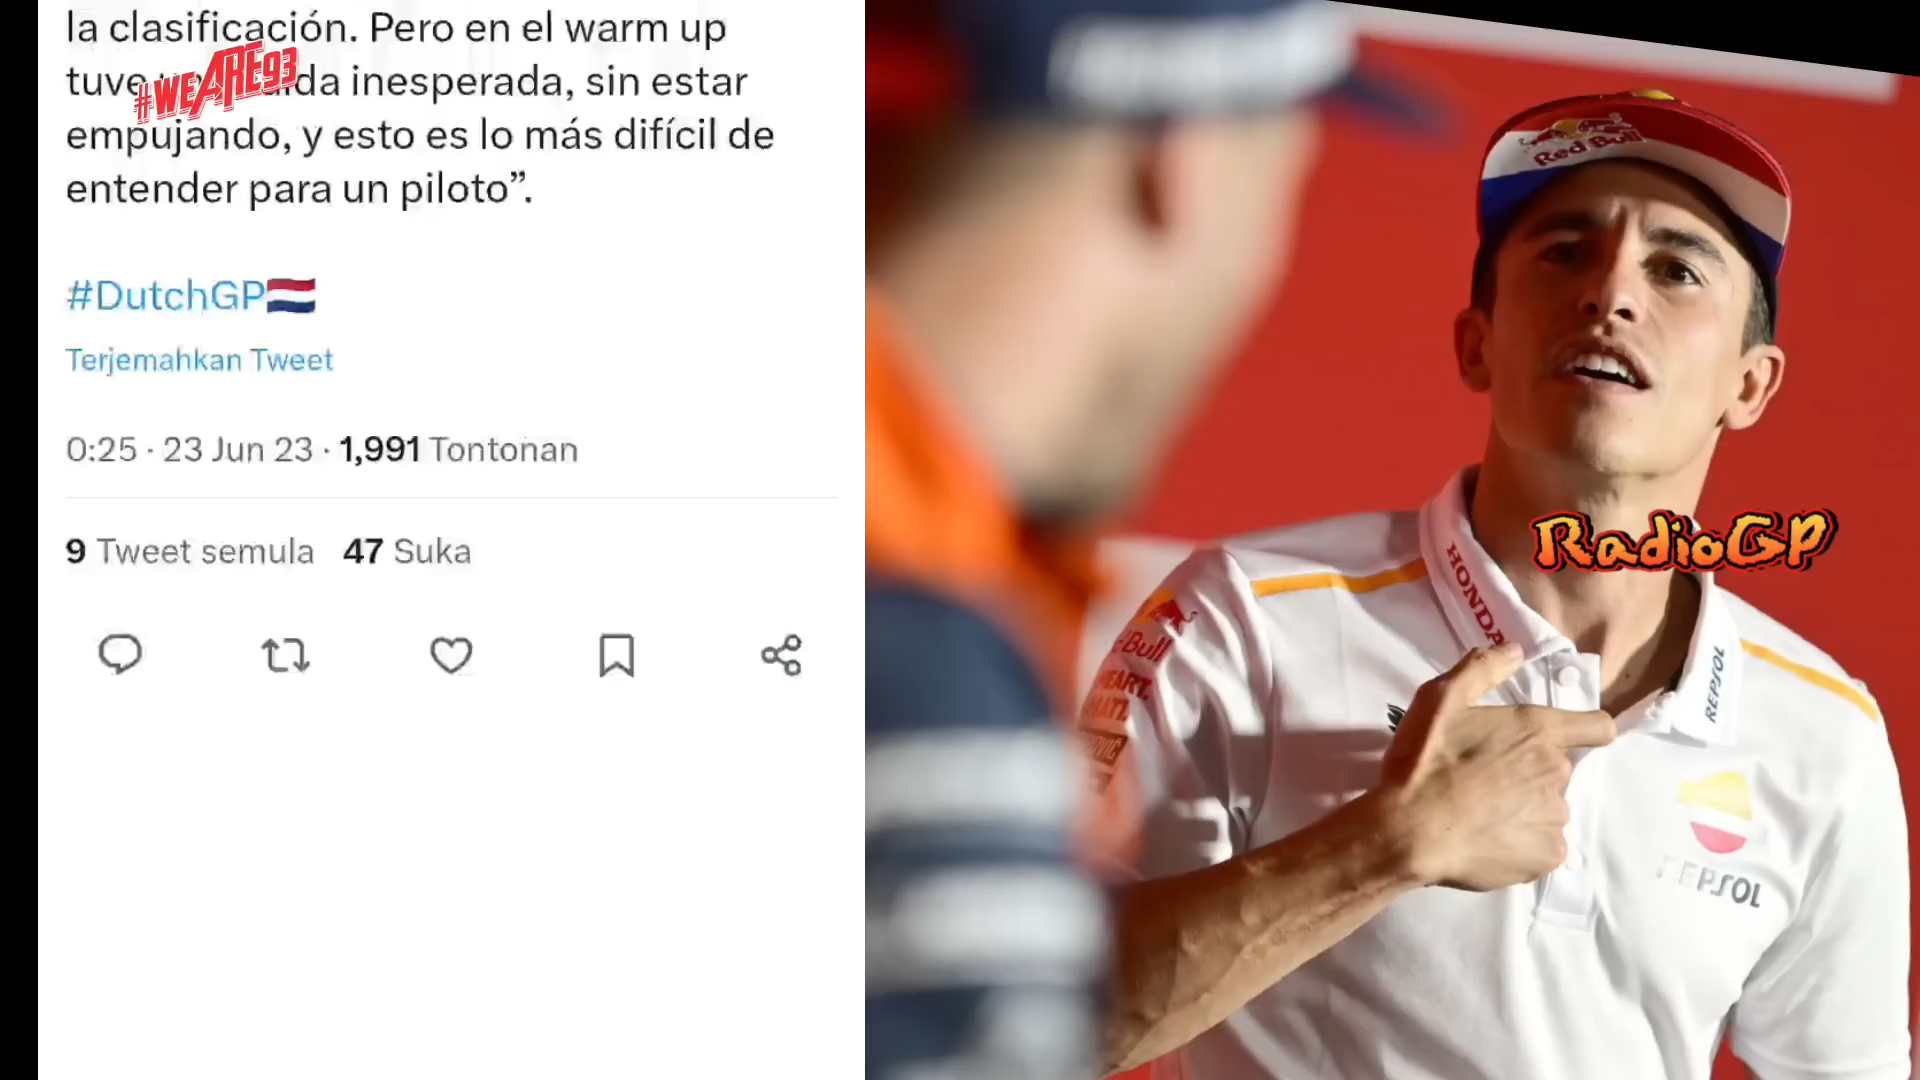 la clasificación. Pero en el warm up
#WEARE93
tuve inesperada, sin estar
empujando, y esto es lo más difícil de
entender para un piloto”.
#DutchGP🇳🇱
Terjemahkan Tweet
0:25 · 23 Jun 23 · 1,991 Tontonan
9 Tweet semula 47 Suka
Red Bull
RadioGP
HONDA
REPSOL
REPSOL